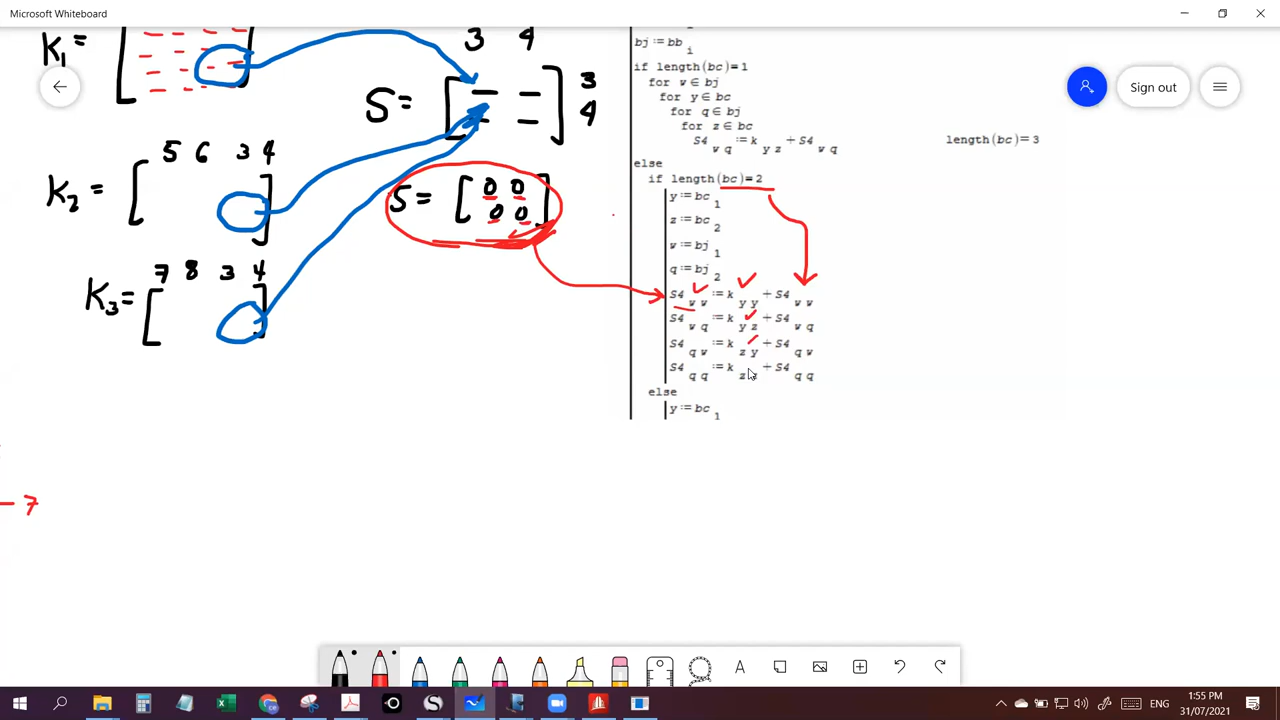 Microsoft Whiteboard
Sign out
K1 =
3 4
S = [ ] 3
4
5 6 3 4
K2 = [ ]
S = [ 0 0
0 0 ]
7 8 3 4
K3 = [ ]
- 7
bj := bb i
if length(bc)=1
for w ∈ bj
for y ∈ bc
for q ∈ bj
for z ∈ bc
S4 w q := k y z + S4 w q
length(bc)=3
else
if length(bc)=2
y := bc 1
z := bc 2
w := bj 1
q := bj 2
S4 w w := k y y + S4 w w
S4 w q := k y z + S4 w q
S4 q w := k z y + S4 q w
S4 q q := k z z + S4 q q
else
y := bc 1
1:55 PM
31/07/2021